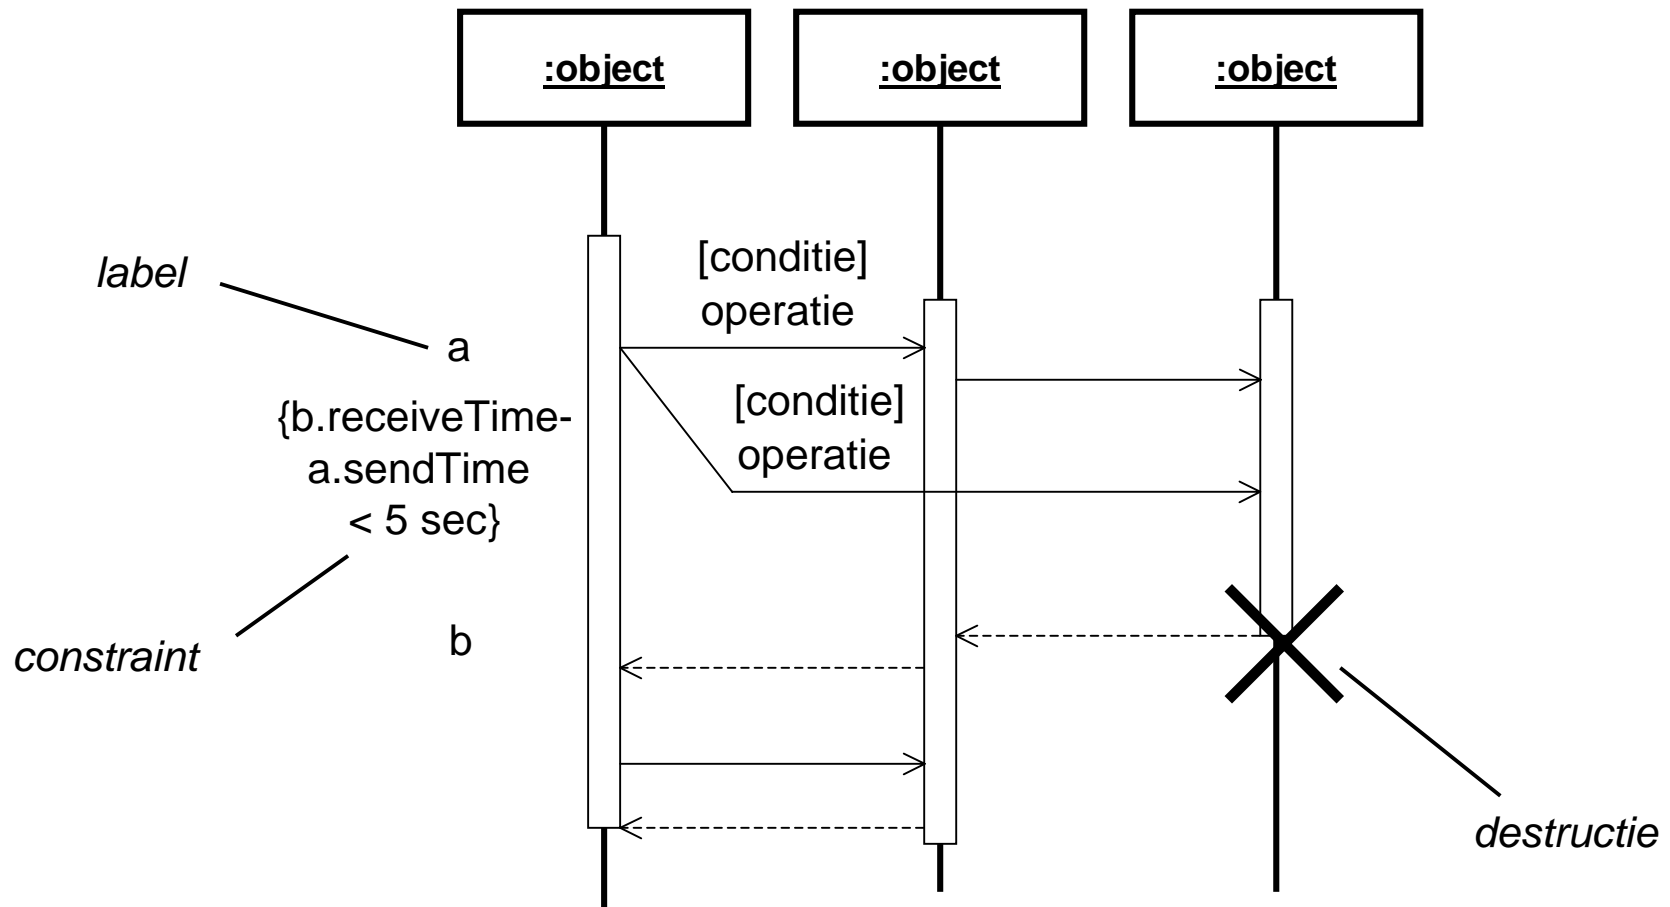 :object
:object
:object
label
[conditie]
operatie
a
[conditie]
operatie
{b.receiveTime-
a.sendTime
< 5 sec}
constraint
b
destructie